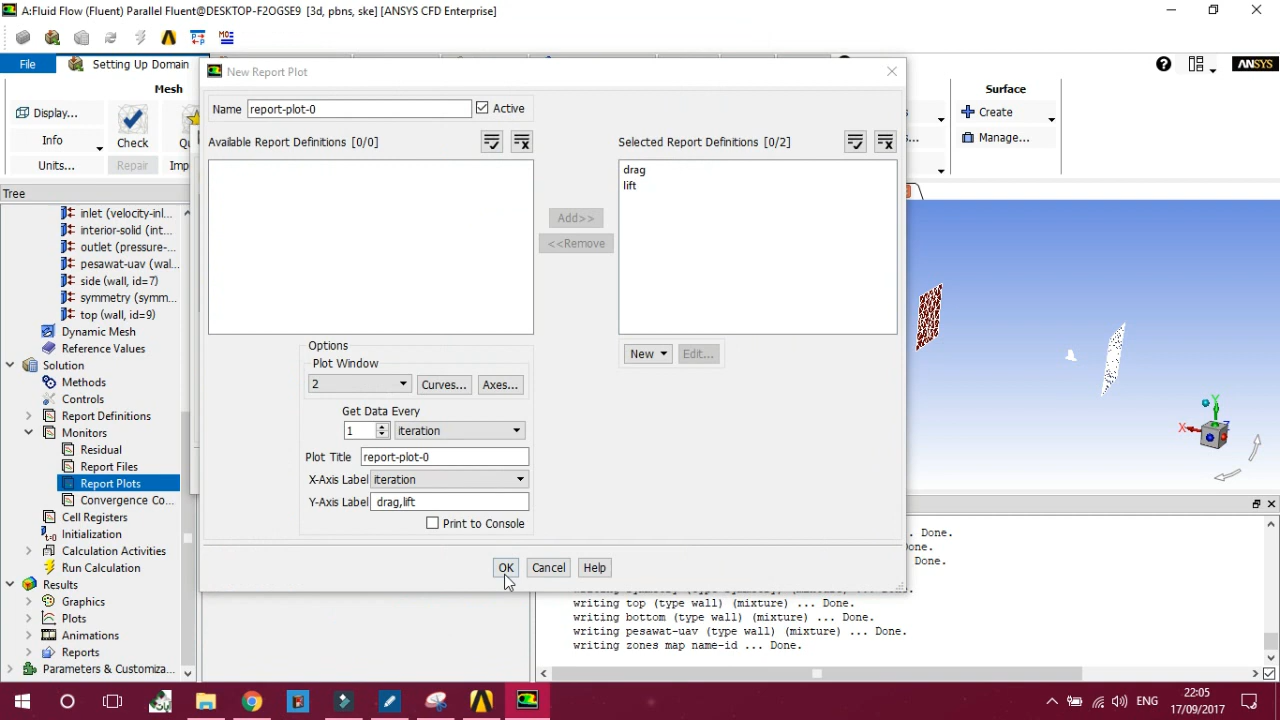 A:Fluid Flow (Fluent) Parallel Fluent@DESKTOP-F2OGSE9 [3d, pbns, ske] [ANSYS CFD Enterprise]
File
Setting Up Domain
ANSYS
Mesh
Display...
Info
Units...
Check
Repair
Surface
Create
Manage...
New Report Plot
Name
report-plot-0
Active
Available Report Definitions [0/0]
Selected Report Definitions [0/2]
drag
lift
Add>>
<<Remove
New
Edit...
Options
Plot Window
2
Curves...
Axes...
Get Data Every
1
iteration
Plot Title
report-plot-0
X-Axis Label
iteration
Y-Axis Label
drag,lift
Print to Console
OK
Cancel
Help
Tree
inlet (velocity-inl...
interior-solid (int...
outlet (pressure-...
pesawat-uav (wal...
side (wall, id=7)
symmetry (symm...
top (wall, id=9)
Dynamic Mesh
Reference Values
Solution
Methods
Controls
Report Definitions
Monitors
Residual
Report Files
Report Plots
Convergence Co...
Cell Registers
Initialization
Calculation Activities
Run Calculation
Results
Graphics
Plots
Animations
Reports
Parameters & Customiza...
Y
X
. Done.
Done.
Done.
writing top (type wall) (mixture) ... Done.
writing bottom (type wall) (mixture) ... Done.
writing pesawat-uav (type wall) (mixture) ... Done.
writing zones map name-id ... Done.
ENG
22:05
17/09/2017